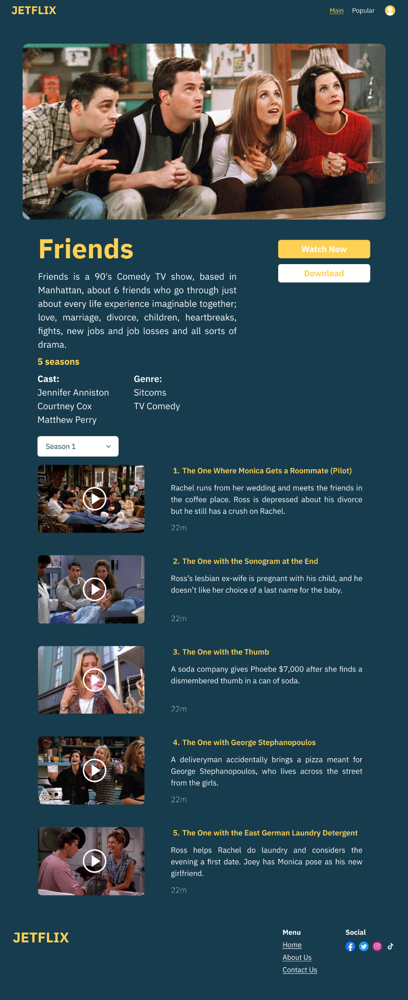 JETFLIX
Main
Popular
Friends
Watch Now
Download
Friends is a 90's Comedy TV show, based in
Manhattan, about 6 friends who go through just
about every life experience imaginable together;
love, marriage, divorce, children, heartbreaks,
fights, new jobs and job losses and all sorts of
drama.
5 seasons
Cast:
Jennifer Anniston
Courtney Cox
Matthew Perry
Genre:
Sitcoms
TV Comedy
Season 1
1. The One Where Monica Gets a Roommate (Pilot)
Rachel runs from her wedding and meets the friends in
the coffee place. Ross is depressed about his divorce
but he still has a crush on Rachel.
22m
2. The One with the Sonogram at the End
Ross’s lesbian ex-wife is pregnant with his child, and he
doesn’t like her choice of a last name for the baby.
22m
3. The One with the Thumb
A soda company gives Phoebe $7,000 after she finds a
dismembered thumb in a can of soda.
22m
4. The One with George Stephanopoulos
A deliveryman accidentally brings a pizza meant for
George Stephanopoulos, who lives across the street
from the girls.
22m
5. The One with the East German Laundry Detergent
Ross helps Rachel do laundry and considers the
evening a first date. Joey has Monica pose as his new
girlfriend.
22m
JETFLIX
Menu
Home
About Us
Contact Us
Social